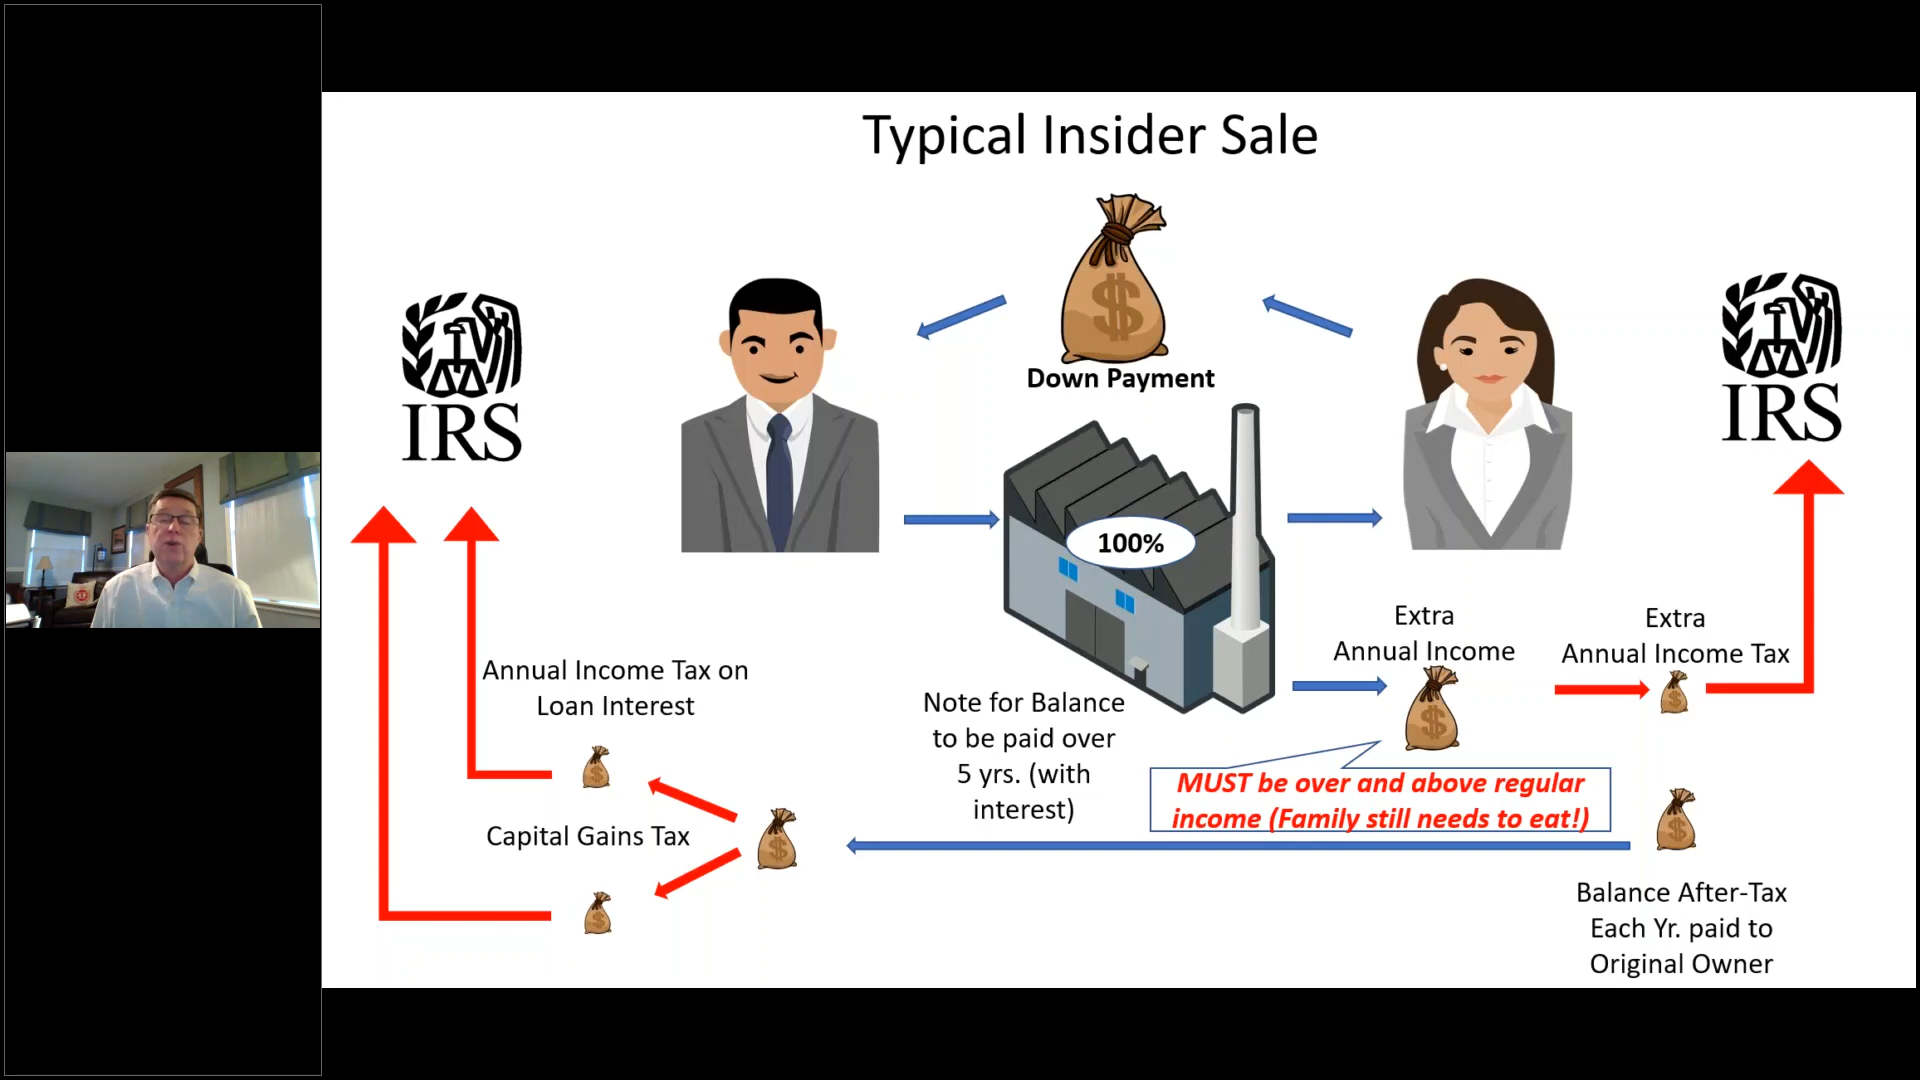 Typical Insider Sale
Down Payment
IRS
IRS
100%
Extra
Annual Income
Extra
Annual Income Tax
Annual Income Tax on
Loan Interest
Note for Balance
to be paid over
5 yrs. (with
interest)
MUST be over and above regular
income (Family still needs to eat!)
Capital Gains Tax
Balance After-Tax
Each Yr. paid to
Original Owner
$
$
$
$
$
$
$